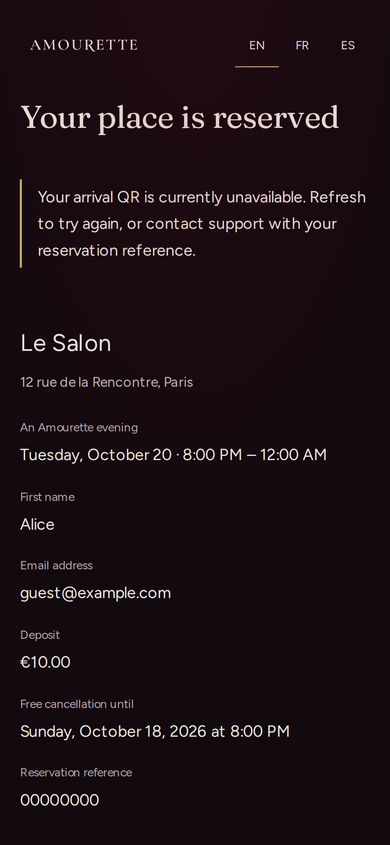 AMOURETTE
EN FR ES
Your place is reserved
Your arrival QR is currently unavailable. Refresh
to try again, or contact support with your
reservation reference.
Le Salon
12 rue de la Rencontre, Paris
An Amourette evening
Tuesday, October 20 · 8:00 PM – 12:00 AM
First name
Alice
Email address
guest@example.com
Deposit
€10.00
Free cancellation until
Sunday, October 18, 2026 at 8:00 PM
Reservation reference
00000000